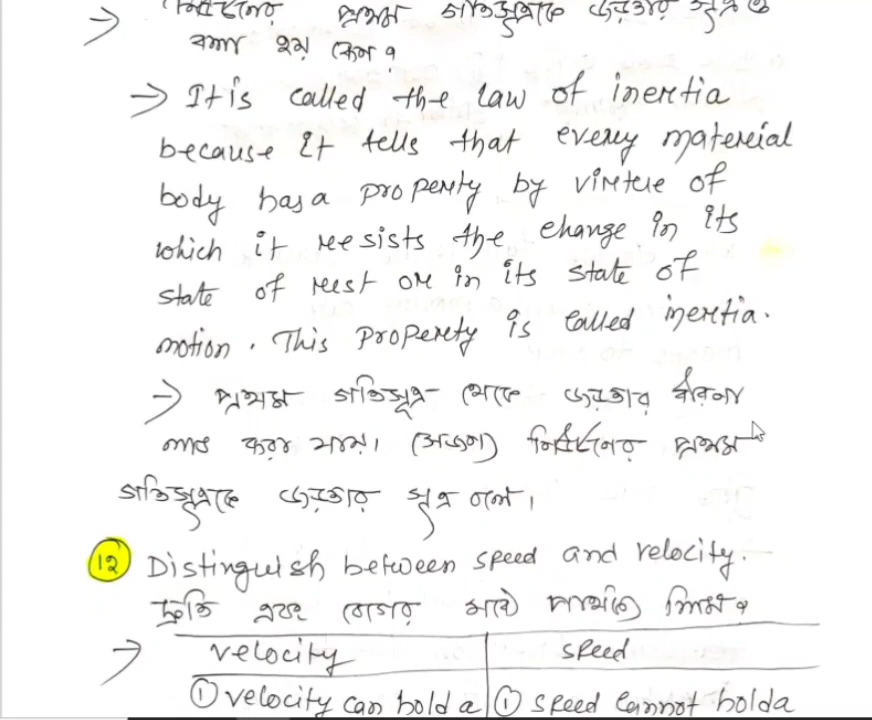 → নিউটনের প্রথম গতিসূত্রকে জড়তার সূত্র
বলা হয় কেন ?
→ It is called the law of inertia
because it tells that every material
body has a property by virtue of
which it resists the change in its
state of rest or in its state of
motion. This property is called inertia.
→ প্রথম গতিসূত্র থেকে জড়তার ধারণা
লাভ করা যায়। (অতএব) নিউটনের প্রথম
গতিসূত্রকে জড়তার সূত্র বলে।
12 Distinguish between speed and velocity.
দ্রুতি এবং বেগের মধ্যে পার্থক্য লিখ ?
→ velocity | speed
① velocity can hold a | ① speed cannot hold a